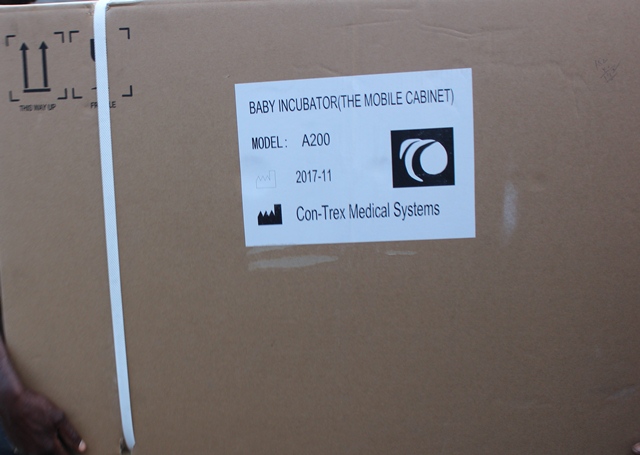 THIS WAY UP
BABY INCUBATOR(THE MOBILE CABINET)
MODEL: A200
2017-11
Con-Trex Medical Systems